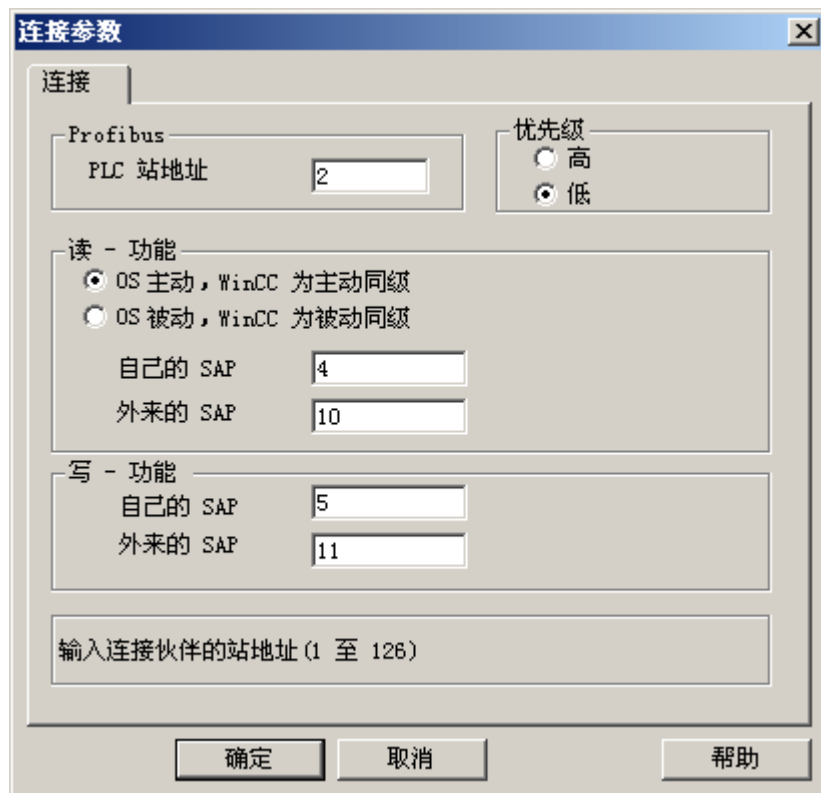 连接参数
连接
Profibus
PLC 站地址
2
优先级
高
低
读 - 功能
OS 主动，WinCC 为主动同级
OS 被动，WinCC 为被动同级
自己的 SAP
4
外来的 SAP
10
写 - 功能
自己的 SAP
5
外来的 SAP
11
输入连接伙伴的站地址(1 至 126)
确定
取消
帮助